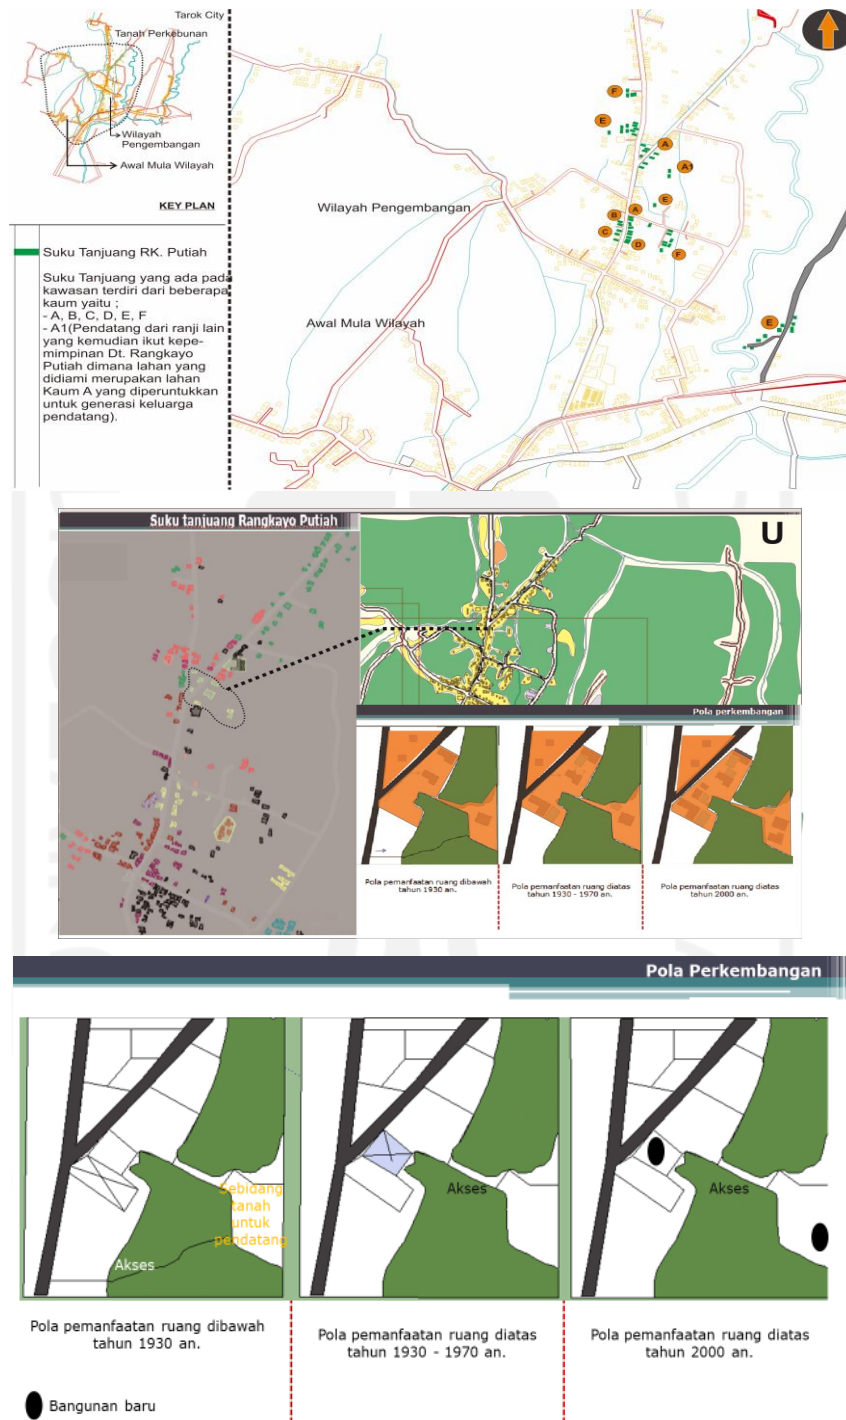 Tarok City
Tanah Perkebunan
Wilayah
Pengembangan
Awal Mula Wilayah
KEY PLAN
Suku Tanjuang RK. Putiah
Suku Tanjuang yang ada pada
kawasan terdiri dari beberapa
kaum yaitu ;
- A, B, C, D, E, F
- A1(Pendatang dari ranji lain
yang kemudian ikut kepe-
mimpinan Dt. Rangkayo
Putiah dimana lahan yang
didiami merupakan lahan
Kaum A yang diperuntukkan
untuk generasi keluarga
pendatang).
F
E
A
A1
Wilayah Pengembangan
E
A
B
C
D
F
Awal Mula Wilayah
E
Suku tanjuang Rangkayo Putiah
U
Pola perkembangan
Pola pemanfaatan ruang dibawah
tahun 1930 an.
Pola pemanfaatan ruang diatas
tahun 1930 - 1970 an.
Pola pemanfaatan ruang diatas
tahun 2000 an.
Pola Perkembangan
Sebidang
tanah
untuk
pendatang
Akses
Akses
Akses
Pola pemanfaatan ruang dibawah
tahun 1930 an.
Pola pemanfaatan ruang diatas
tahun 1930 - 1970 an.
Pola pemanfaatan ruang diatas
tahun 2000 an.
Bangunan baru